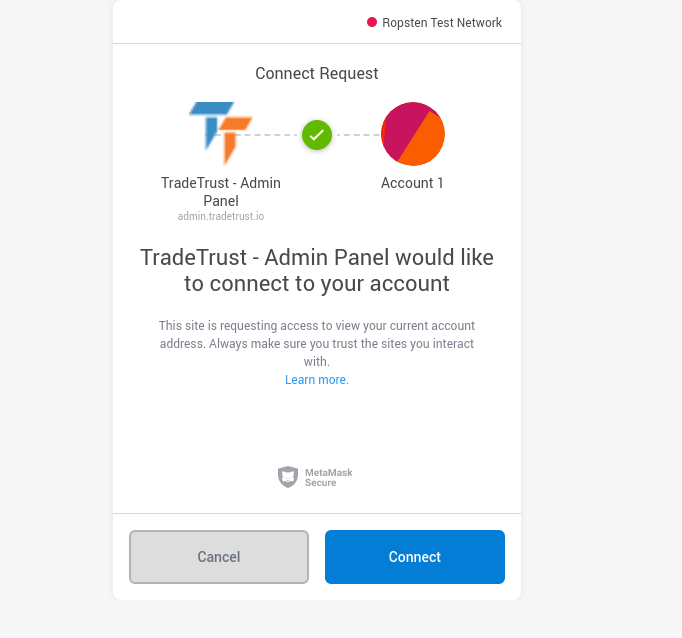 Ropsten Test Network
Connect Request
TradeTrust - Admin
Panel
admin.tradetrust.io
Account 1
TradeTrust - Admin Panel would like
to connect to your account
This site is requesting access to view your current account
address. Always make sure you trust the sites you interact
with.
Learn more.
MetaMask
Secure
Cancel
Connect